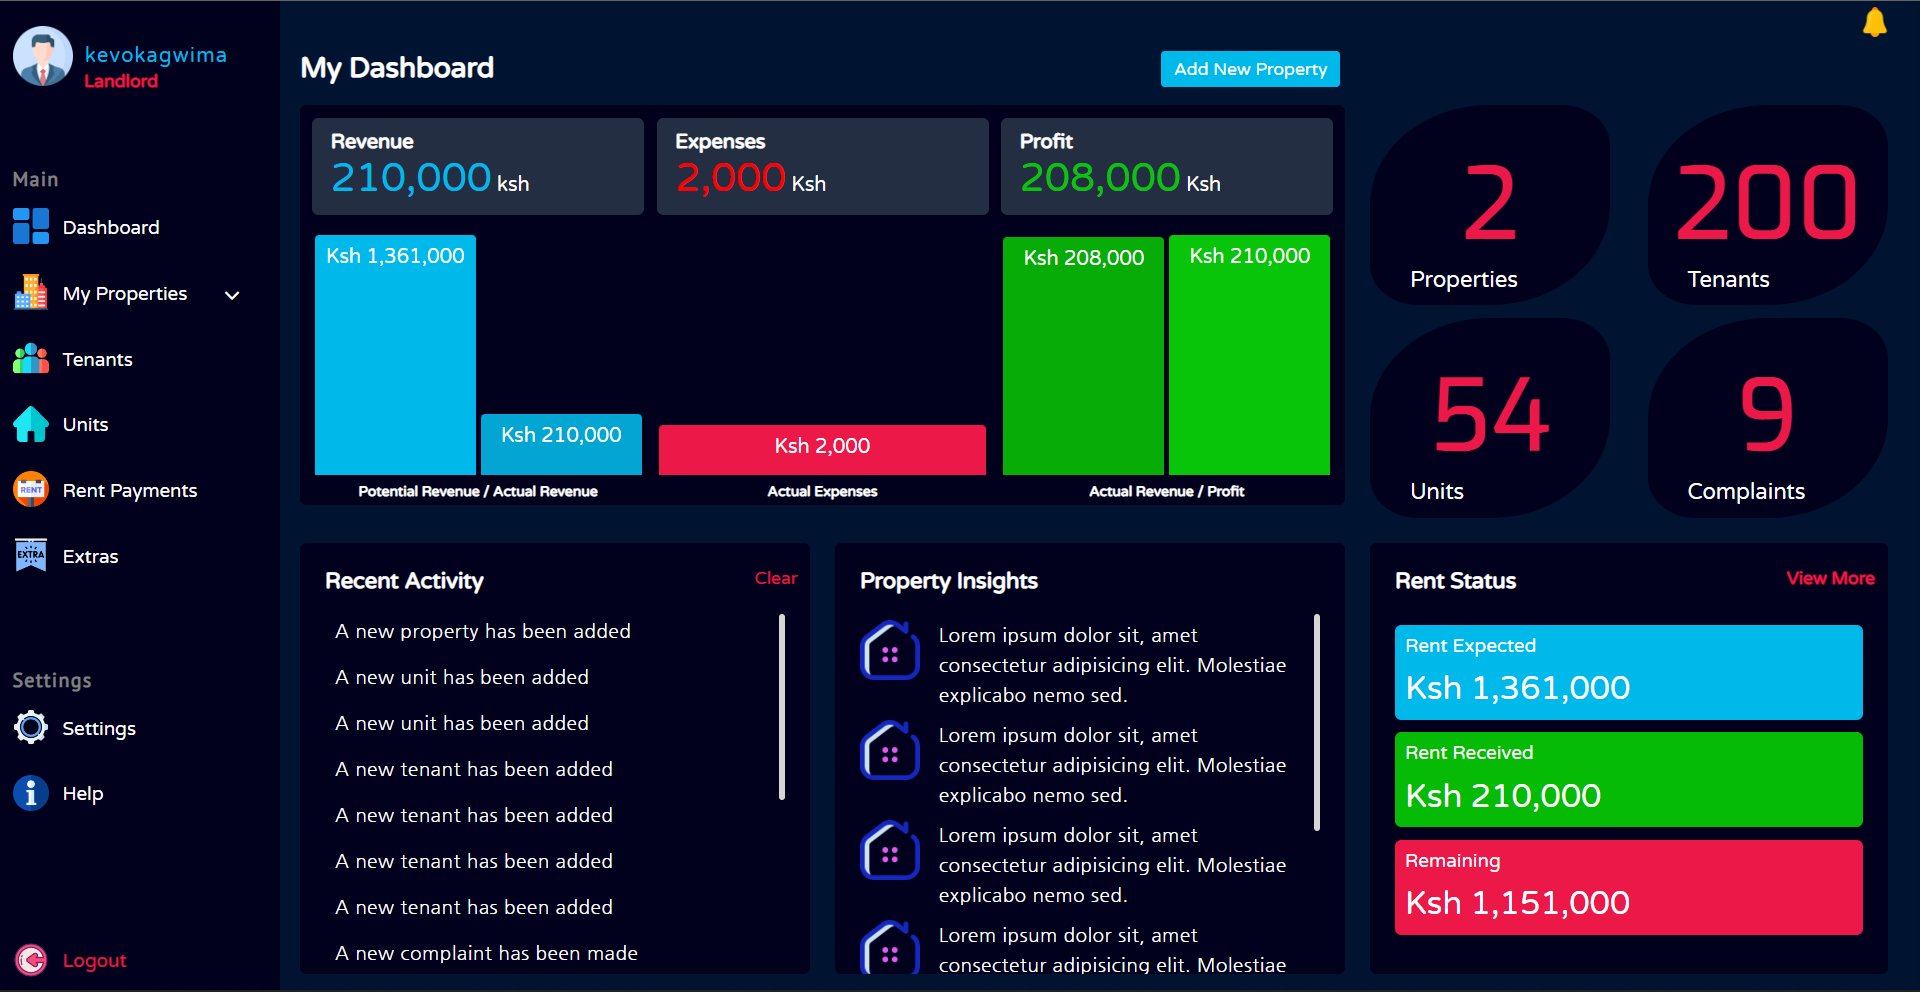 kevokagwima
Landlord
Main
Dashboard
My Properties
Tenants
Units
RENT
Rent Payments
EXTRA
Extras
Settings
Settings
Help
Logout
My Dashboard
Add New Property
Revenue
210,000 ksh
Expenses
2,000 Ksh
Profit
208,000 Ksh
Ksh 1,361,000
Ksh 210,000
Potential Revenue / Actual Revenue
Ksh 2,000
Actual Expenses
Ksh 208,000
Ksh 210,000
Actual Revenue / Profit
2
Properties
200
Tenants
54
Units
9
Complaints
Recent Activity
Clear
A new property has been added
A new unit has been added
A new unit has been added
A new tenant has been added
A new tenant has been added
A new tenant has been added
A new tenant has been added
A new complaint has been made
Property Insights
Lorem ipsum dolor sit, amet
consectetur adipisicing elit. Molestiae
explicabo nemo sed.
Lorem ipsum dolor sit, amet
consectetur adipisicing elit. Molestiae
explicabo nemo sed.
Lorem ipsum dolor sit, amet
consectetur adipisicing elit. Molestiae
explicabo nemo sed.
Lorem ipsum dolor sit, amet
consectetur adipisicing elit. Molestiae
Rent Status
View More
Rent Expected
Ksh 1,361,000
Rent Received
Ksh 210,000
Remaining
Ksh 1,151,000